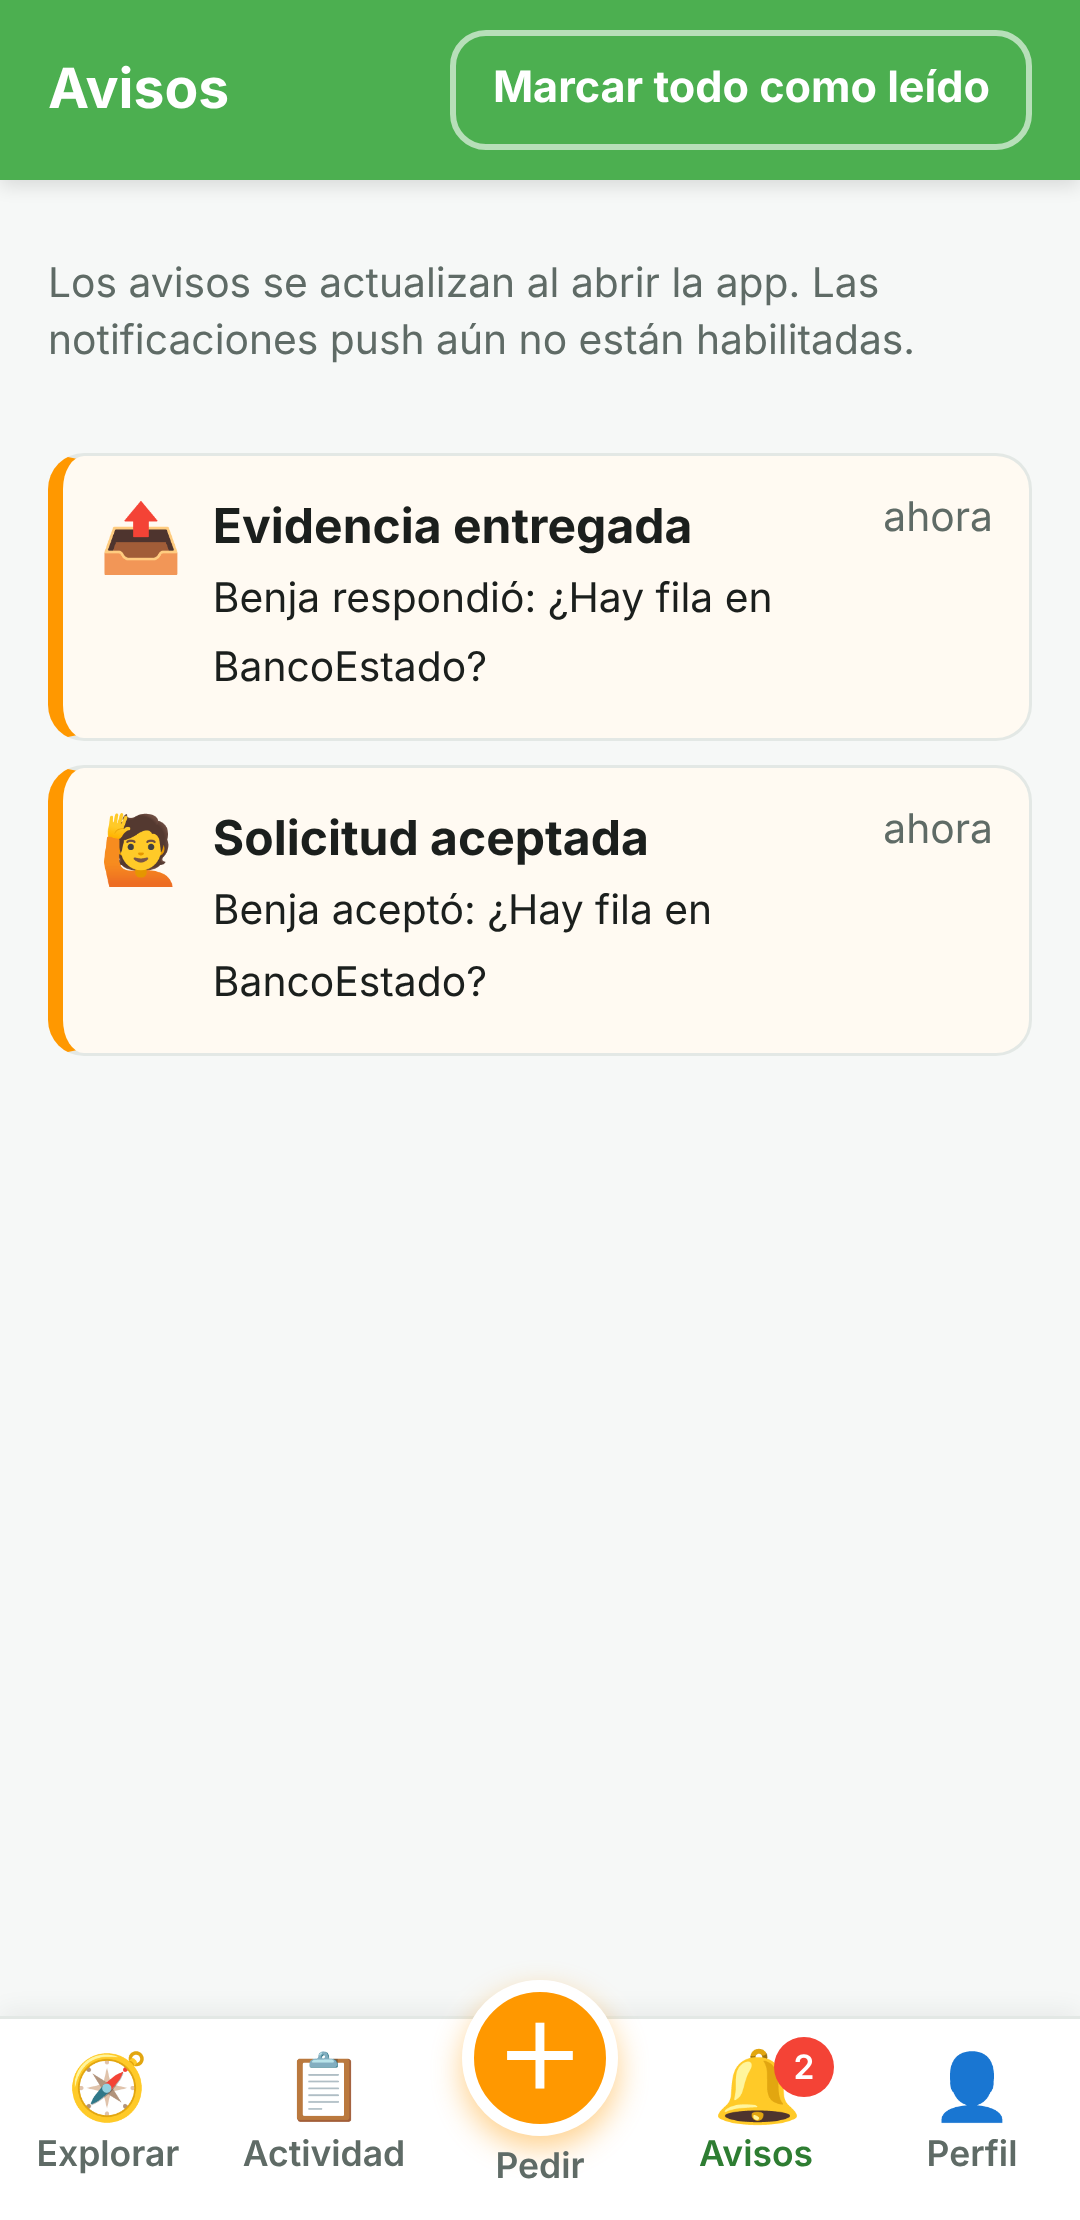 Avisos
Marcar todo como leído
Los avisos se actualizan al abrir la app. Las
notificaciones push aún no están habilitadas.
Evidencia entregada
ahora
Benja respondió: ¿Hay fila en
BancoEstado?
Solicitud aceptada
ahora
Benja aceptó: ¿Hay fila en
BancoEstado?
2
Explorar
Actividad
Pedir
Avisos
Perfil